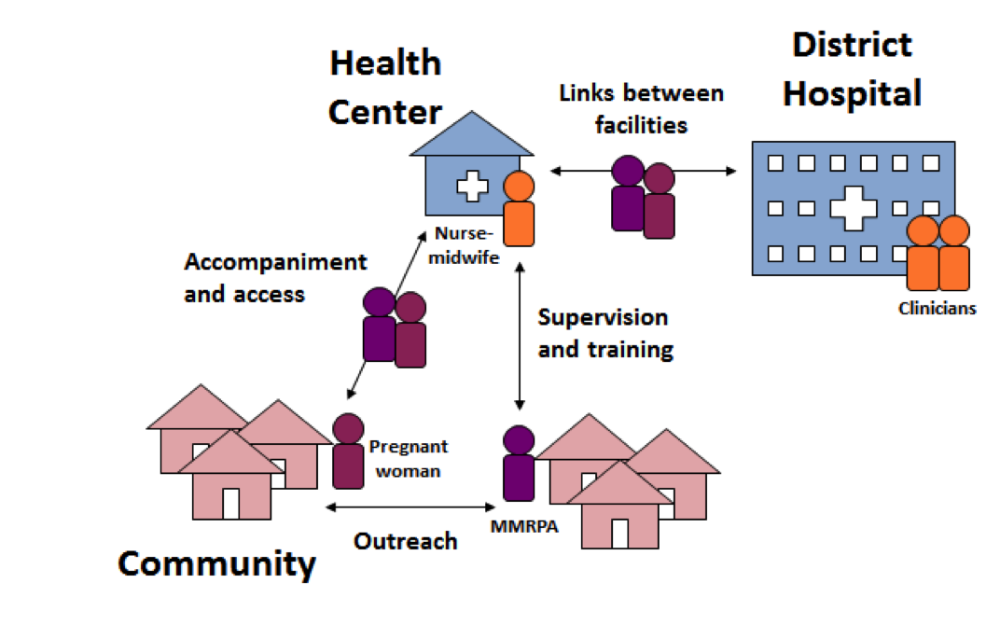 Health
Center
District
Hospital
Links between
facilities
Nurse-
midwife
Accompaniment
and access
Clinicians
Supervision
and training
Pregnant
woman
MMRPA
Outreach
Community